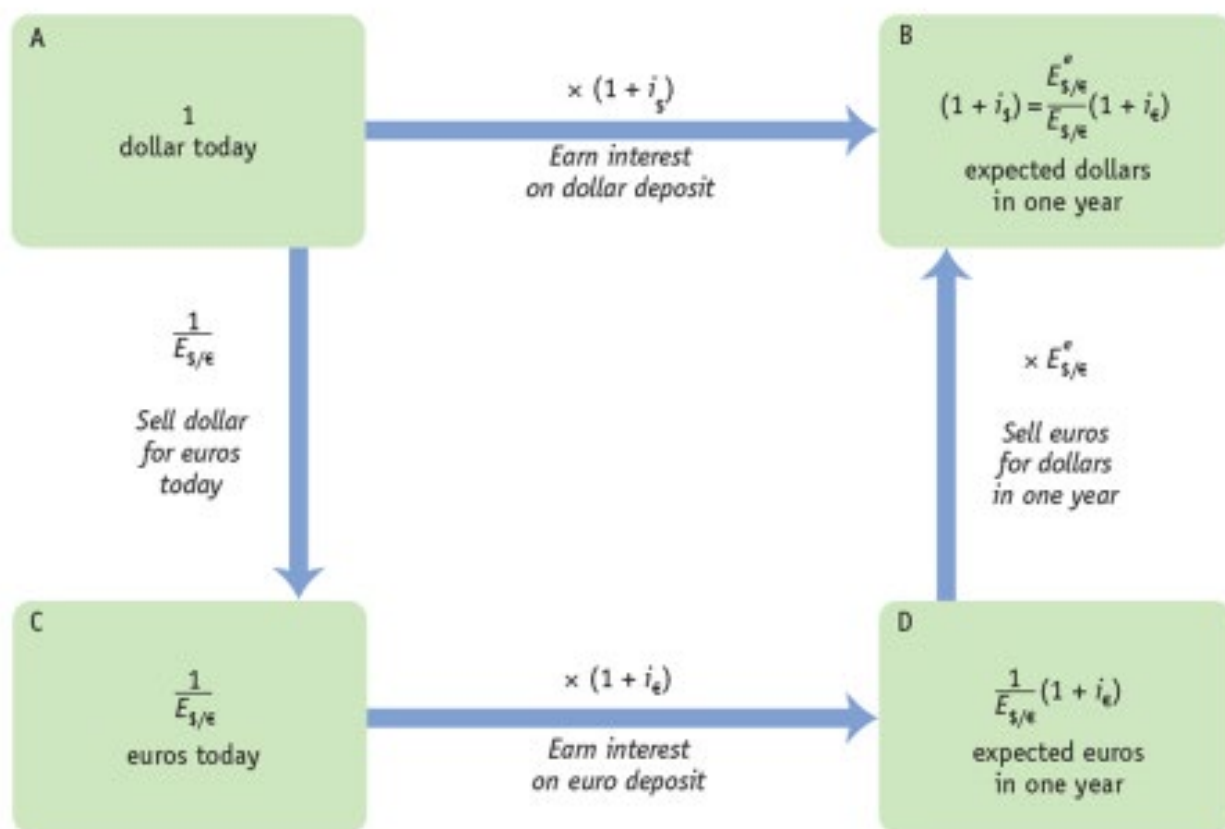 A
1
dollar today
× (1 + i$)
Earn interest
on dollar deposit
B
(1 + i$) = E^e$/€ / E$/€ (1 + i€)
expected dollars
in one year
1 / E$/€
Sell dollar
for euros
today
× E^e$/€
Sell euros
for dollars
in one year
C
1 / E$/€
euros today
× (1 + i€)
Earn interest
on euro deposit
D
1 / E$/€ (1 + i€)
expected euros
in one year